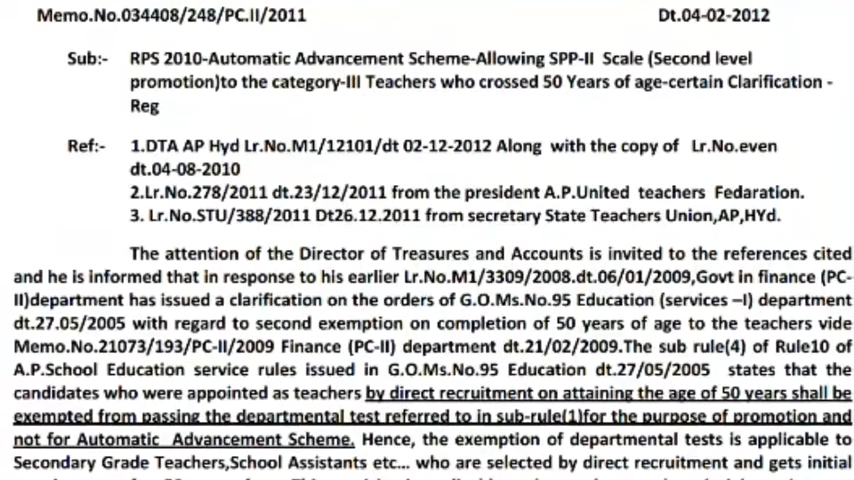 Memo.No.034408/248/PC.II/2011 Dt.04-02-2012
Sub:- RPS 2010-Automatic Advancement Scheme-Allowing SPP-II Scale (Second level
promotion)to the category-III Teachers who crossed 50 Years of age-certain Clarification -
Reg
Ref:- 1.DTA AP Hyd Lr.No.M1/12101/dt 02-12-2012 Along with the copy of Lr.No.even
dt.04-08-2010
2.Lr.No.278/2011 dt.23/12/2011 from the president A.P.United teachers Fedaration.
3. Lr.No.STU/388/2011 Dt26.12.2011 from secretary State Teachers Union,AP,HYd.
The attention of the Director of Treasures and Accounts is invited to the references cited
and he is informed that in response to his earlier Lr.No.M1/3309/2008.dt.06/01/2009,Govt in finance (PC-
II)department has issued a clarification on the orders of G.O.Ms.No.95 Education (services –I) department
dt.27.05/2005 with regard to second exemption on completion of 50 years of age to the teachers vide
Memo.No.21073/193/PC-II/2009 Finance (PC-II) department dt.21/02/2009.The sub rule(4) of Rule10 of
A.P.School Education service rules issued in G.O.Ms.No.95 Education dt.27/05/2005 states that the
candidates who were appointed as teachers by direct recruitment on attaining the age of 50 years shall be
exempted from passing the departmental test referred to in sub-rule(1)for the purpose of promotion and
not for Automatic Advancement Scheme. Hence, the exemption of departmental tests is applicable to
Secondary Grade Teachers,School Assistants etc... who are selected by direct recruitment and gets initial